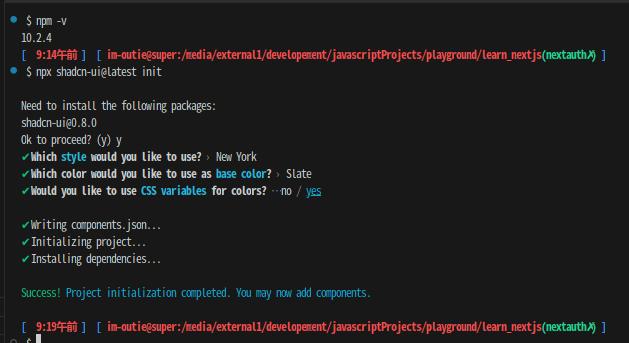 $ npm -v
10.2.4
[ 9:14午前 ] [ im-outie@super:/media/external1/developement/javascriptProjects/playground/learn_nextjs(nextauth✗) ]
$ npx shadcn-ui@latest init
Need to install the following packages:
shadcn-ui@0.8.0
Ok to proceed? (y) y
✔ Which style would you like to use? › New York
✔ Which color would you like to use as base color? › Slate
✔ Would you like to use CSS variables for colors? … no / yes
✔ Writing components.json...
✔ Initializing project...
✔ Installing dependencies...
Success! Project initialization completed. You may now add components.
[ 9:19午前 ] [ im-outie@super:/media/external1/developement/javascriptProjects/playground/learn_nextjs(nextauth✗) ]
$